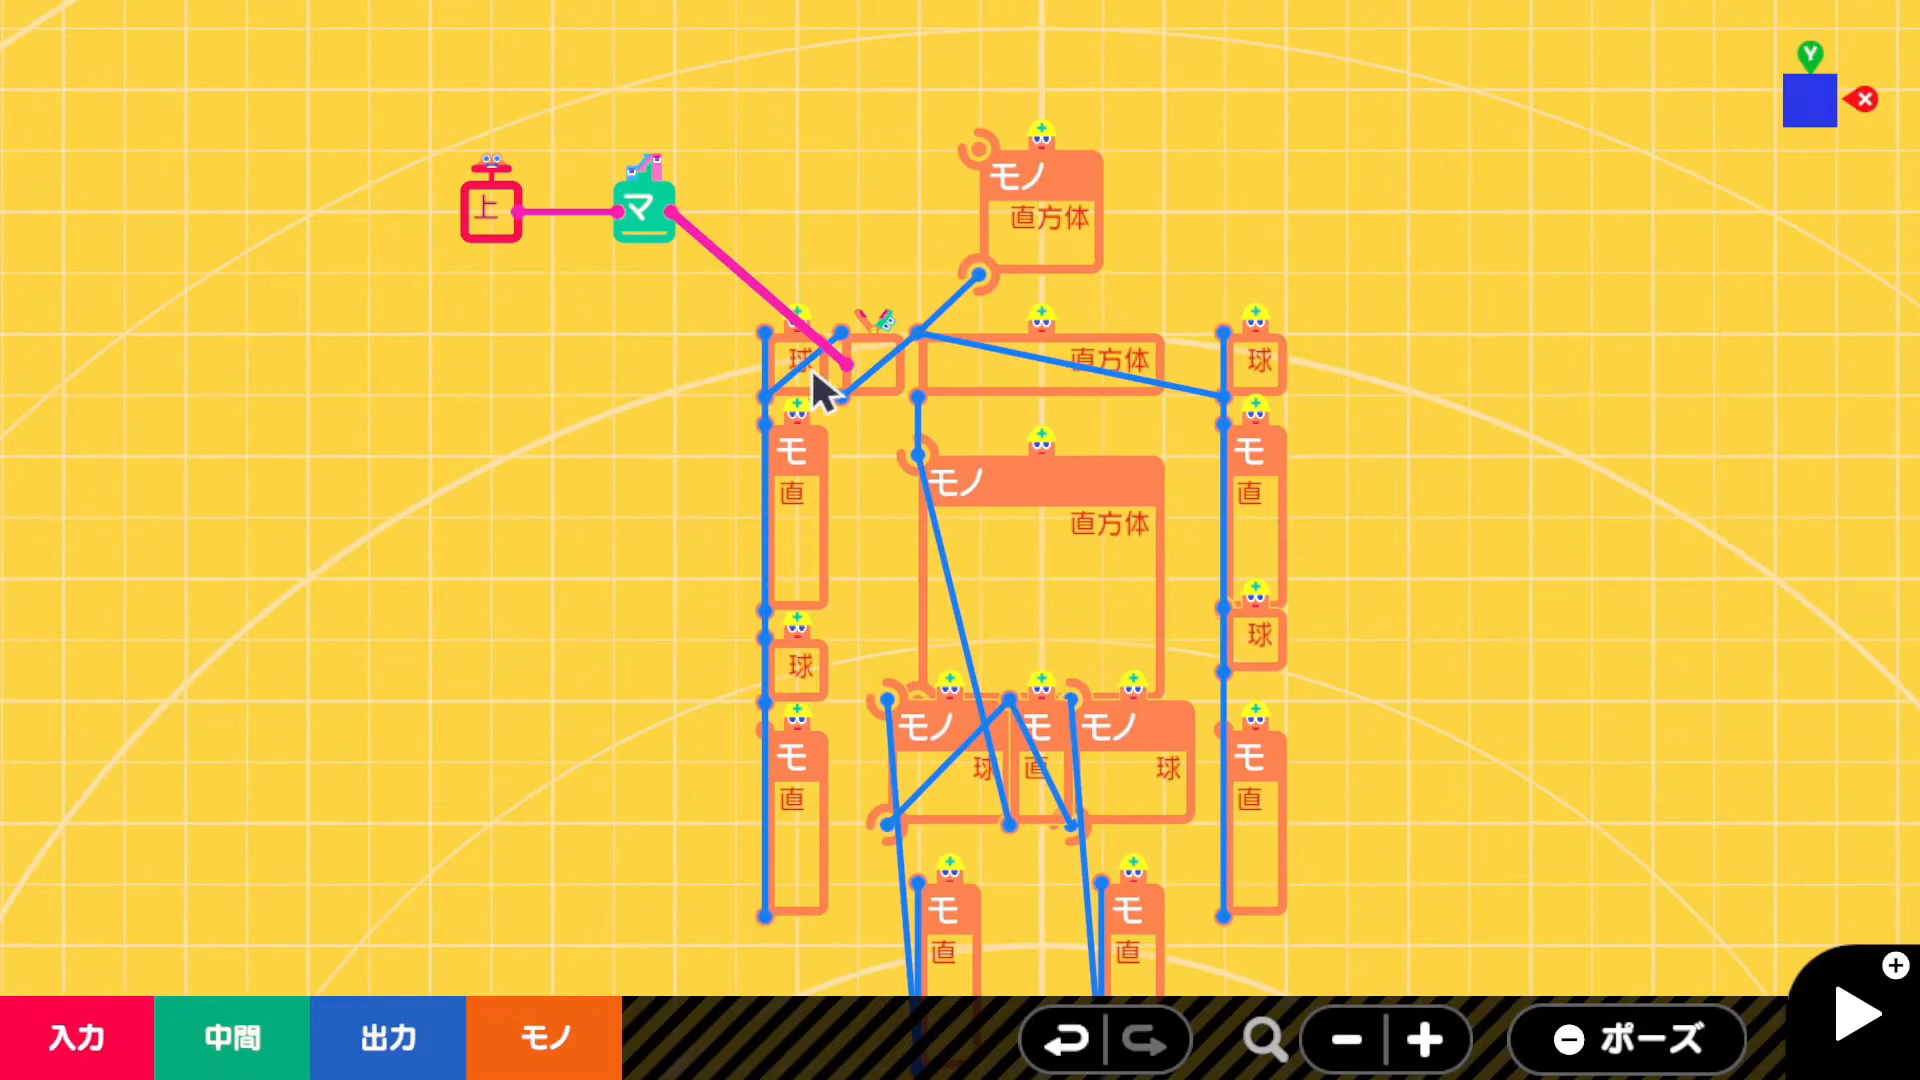 Y
X
上
マ
モノ
直方体
球
直方体
球
モ
直
モノ
直方体
モ
直
球
球
モノ
球
モ
直
モノ
球
モ
直
モ
直
モ
直
モ
直
入力
中間
出力
モノ
ポーズ